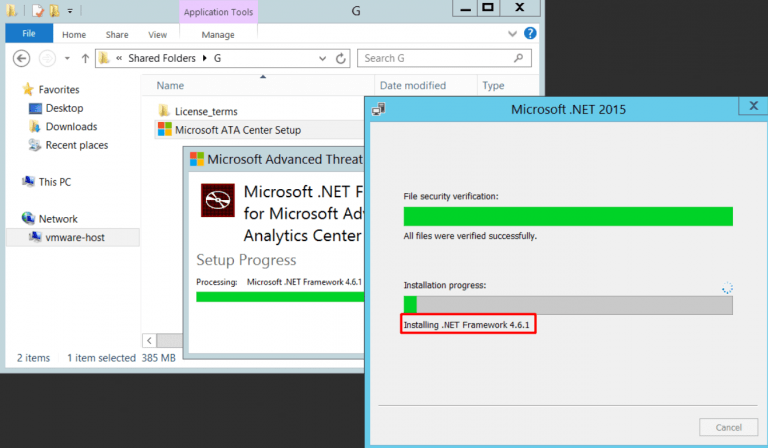 Application Tools
G
File
Home
Share
View
Manage
« Shared Folders › G
Search G
Name
Date modified
Type
Favorites
Desktop
Downloads
Recent places
This PC
Network
vmware-host
License_terms
Microsoft ATA Center Setup
Microsoft Advanced Threat
Microsoft .NET F
for Microsoft Adv
Analytics Center
Setup Progress
Processing: Microsoft .NET Framework 4.6.1
2 items 1 item selected 385 MB
Microsoft .NET 2015
File security verification:
All files were verified successfully.
Installation progress:
Installing .NET Framework 4.6.1
Cancel